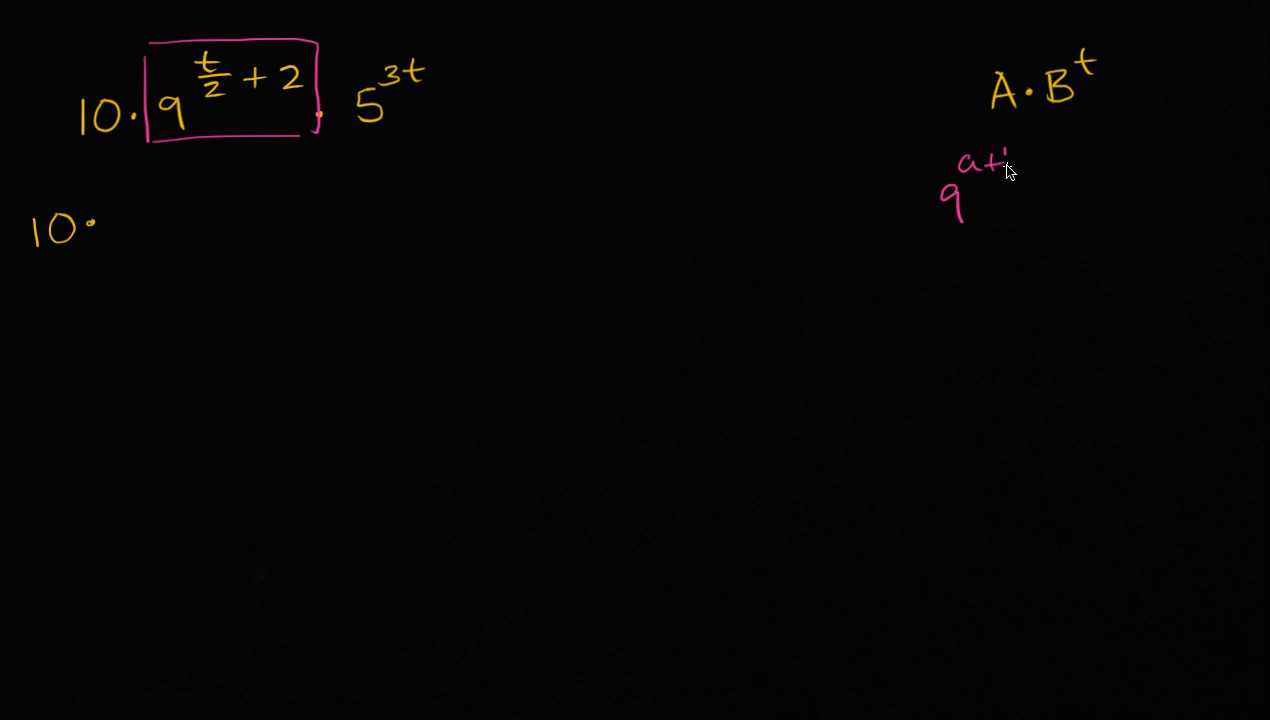 10 · 9^(t/2 + 2) · 5^(3t)
A · B^t
9^(a+
10 ·